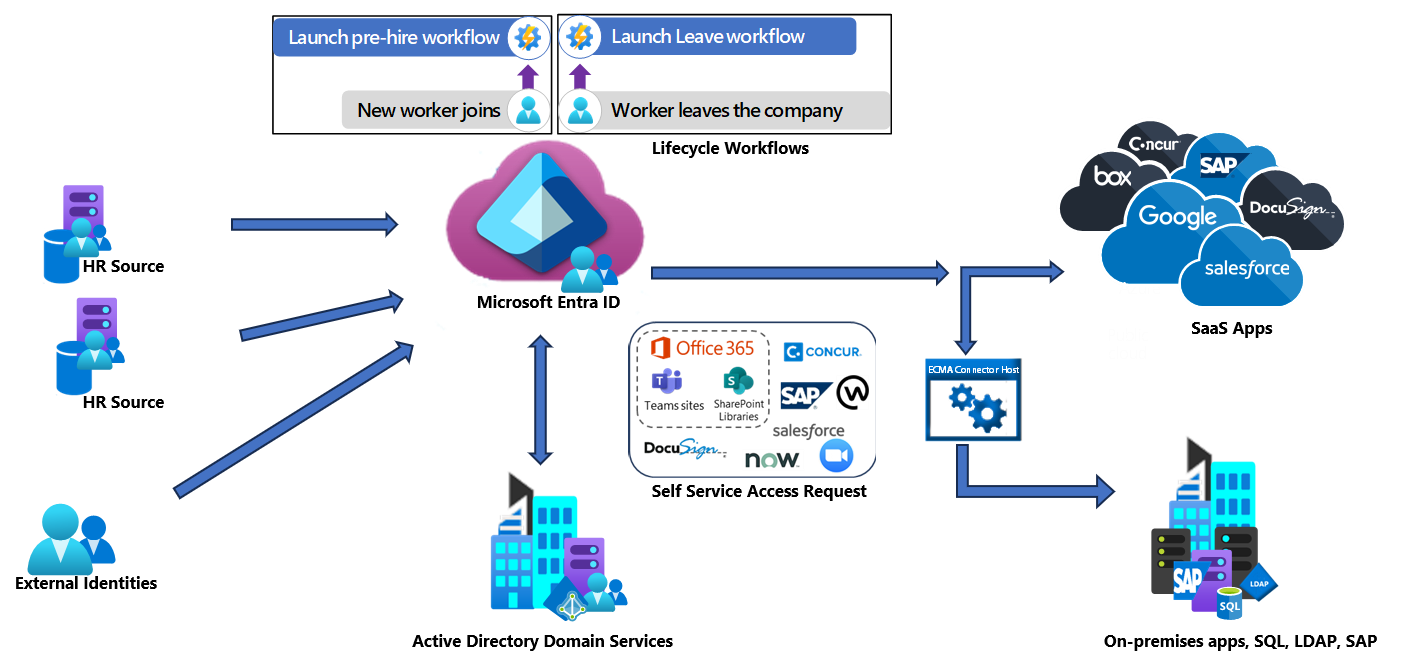 Launch pre-hire workflow
Launch Leave workflow
New worker joins
Worker leaves the company
Lifecycle Workflows
HR Source
HR Source
External Identities
Microsoft Entra ID
Office 365
Teams sites
SharePoint
Libraries
CONCUR
SAP
salesforce
DocuSign
now
Self Service Access Request
Active Directory Domain Services
Concur
box
SAP
Google
DocuSign
salesforce
SaaS Apps
ECMA Connector Host
SAP
SQL
LDAP
On-premises apps, SQL, LDAP, SAP